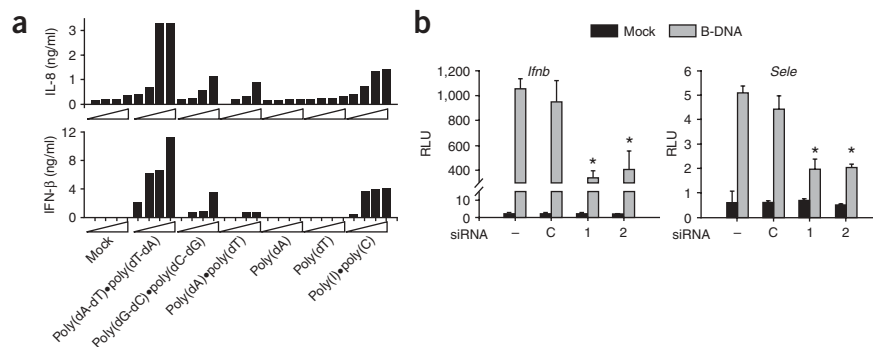 a
IL-8 (ng/ml)
3
2
1
0
IFN-β (ng/ml)
12
8
4
0
Mock
Poly(dA-dT)•poly(dT-dA)
Poly(dG-dC)•poly(dC-dG)
Poly(dA)•poly(dT)
Poly(dA)
Poly(dT)
Poly(I)•poly(C)
b
Mock B-DNA
Ifnb
RLU
1,200
1,000
800
600
400
10
0
siRNA – C 1 2
* *
Sele
RLU
6
5
4
3
2
1
0
siRNA – C 1 2
* *